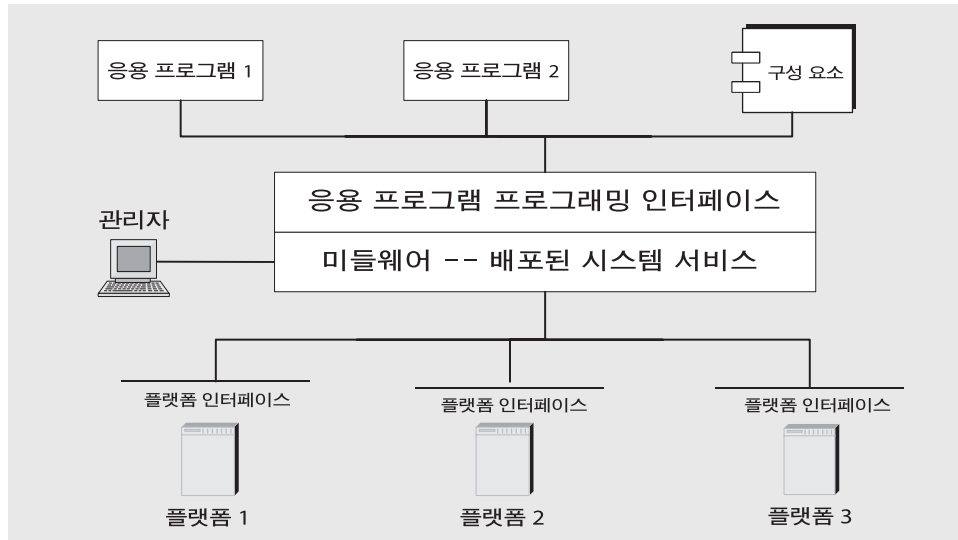 응용 프로그램 1
응용 프로그램 2
구성 요소
응용 프로그램 프로그래밍 인터페이스
관리자
미들웨어 -- 배포된 시스템 서비스
플랫폼 인터페이스
플랫폼 인터페이스
플랫폼 인터페이스
플랫폼 1
플랫폼 2
플랫폼 3